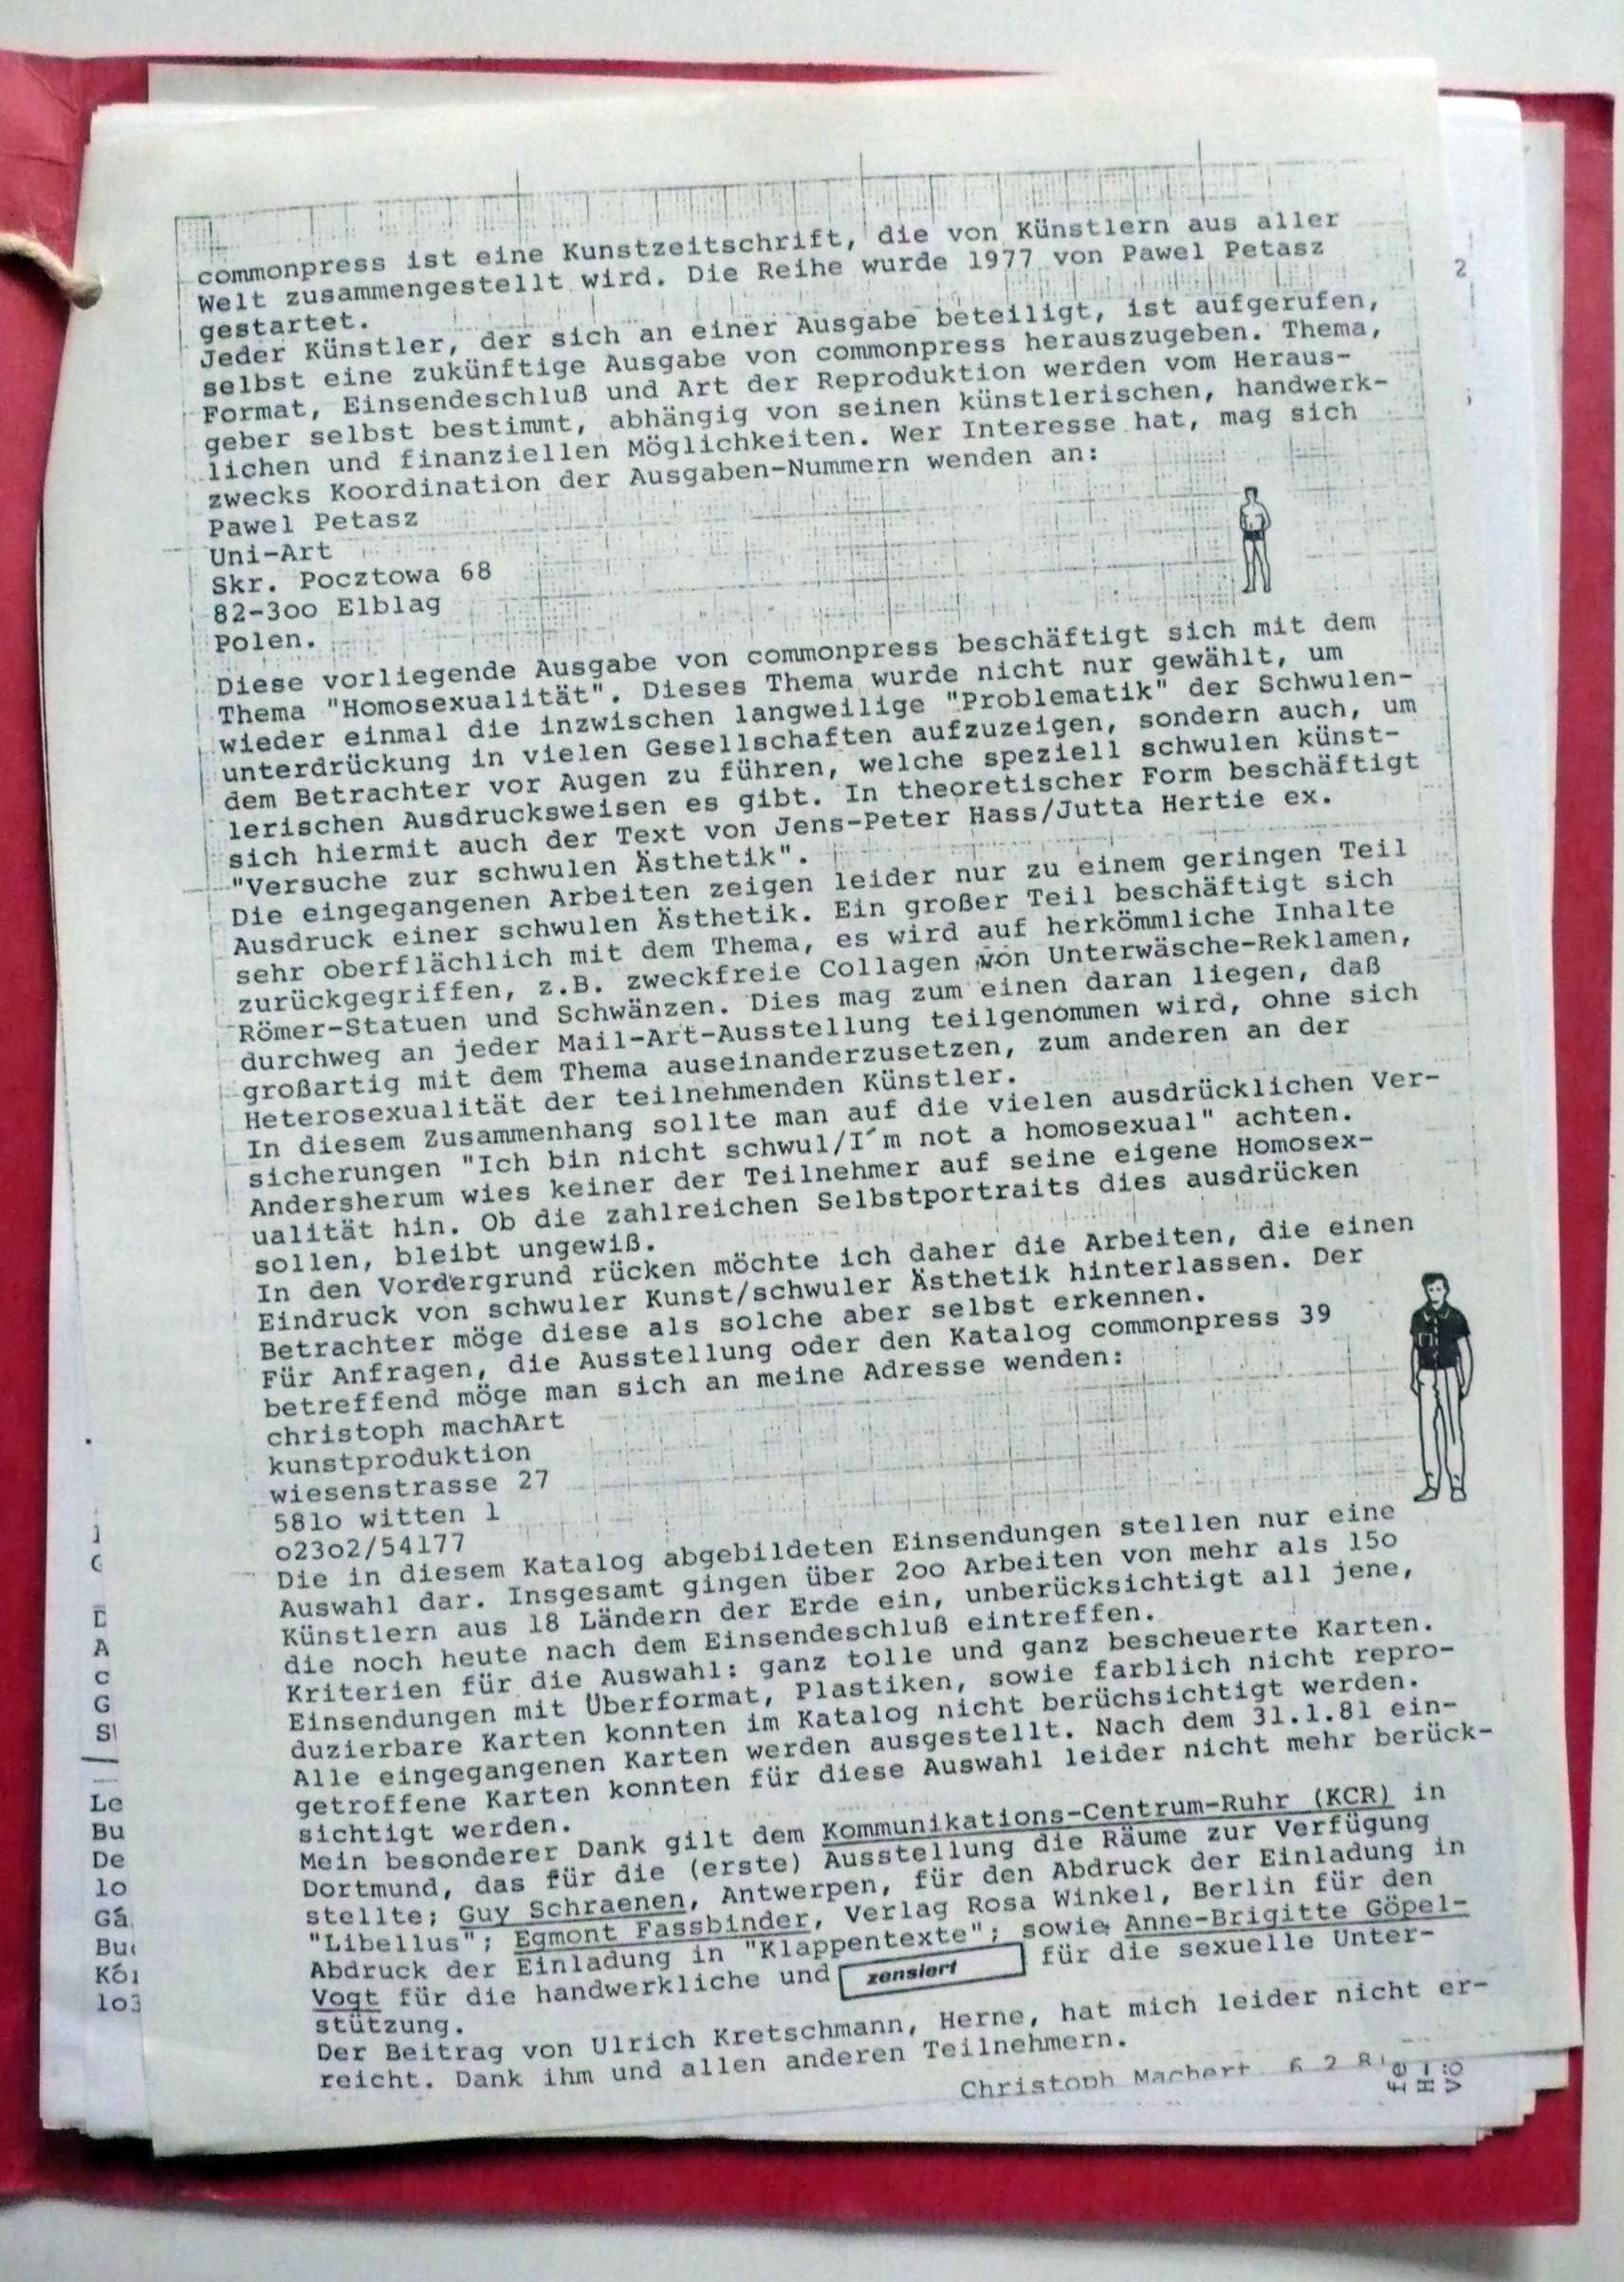 commonpress ist eine Kunstzeitschrift, die von Künstlern aus aller
Welt zusammengestellt wird. Die Reihe wurde 1977 von Pawel Petasz
gestartet.
Jeder Künstler, der sich an einer Ausgabe beteiligt, ist aufgerufen,
selbst eine zukünftige Ausgabe von commonpress herauszugeben. Thema,
Format, Einsendeschluß und Art der Reproduktion werden vom Heraus-
geber selbst bestimmt, abhängig von seinen künstlerischen, handwerk-
lichen und finanziellen Möglichkeiten. Wer Interesse hat, mag sich
zwecks Koordination der Ausgaben-Nummern wenden an:
Pawel Petasz
Uni-Art
Skr. Pocztowa 68
82-3oo Elblag
Polen.
Diese vorliegende Ausgabe von commonpress beschäftigt sich mit dem
Thema "Homosexualität". Dieses Thema wurde nicht nur gewählt, um
wieder einmal die inzwischen langweilige "Problematik" der Schwulen-
unterdrückung in vielen Gesellschaften aufzuzeigen, sondern auch, um
dem Betrachter vor Augen zu führen, welche speziell schwulen künst-
lerischen Ausdrucksweisen es gibt. In theoretischer Form beschäftigt
sich hiermit auch der Text von Jens-Peter Hass/Jutta Hertie ex.
"Versuche zur schwulen Ästhetik".
Die eingegangenen Arbeiten zeigen leider nur zu einem geringen Teil
Ausdruck einer schwulen Ästhetik. Ein großer Teil beschäftigt sich
sehr oberflächlich mit dem Thema, es wird auf herkömmliche Inhalte
zurückgegriffen, z.B. zweckfreie Collagen von Unterwäsche-Reklamen,
Römer-Statuen und Schwänzen. Dies mag zum einen daran liegen, daß
durchweg an jeder Mail-Art-Ausstellung teilgenommen wird, ohne sich
großartig mit dem Thema auseinanderzusetzen, zum anderen an der
Heterosexualität der teilnehmenden Künstler.
In diesem Zusammenhang sollte man auf die vielen ausdrücklichen Ver-
sicherungen "Ich bin nicht schwul/I´m not a homosexual" achten.
Andersherum wies keiner der Teilnehmer auf seine eigene Homosex-
ualität hin. Ob die zahlreichen Selbstportraits dies ausdrücken
sollen, bleibt ungewiß.
In den Vordergrund rücken möchte ich daher die Arbeiten, die einen
Eindruck von schwuler Kunst/schwuler Ästhetik hinterlassen. Der
Betrachter möge diese als solche aber selbst erkennen.
Für Anfragen, die Ausstellung oder den Katalog commonpress 39
betreffend möge man sich an meine Adresse wenden:
christoph machArt
kunstproduktion
wiesenstrasse 27
581o witten 1
o23o2/54177
Die in diesem Katalog abgebildeten Einsendungen stellen nur eine
Auswahl dar. Insgesamt gingen über 2oo Arbeiten von mehr als 15o
Künstlern aus 18 Ländern der Erde ein, unberücksichtigt all jene,
die noch heute nach dem Einsendeschluß eintreffen.
Kriterien für die Auswahl: ganz tolle und ganz bescheuerte Karten.
Einsendungen mit Überformat, Plastiken, sowie farblich nicht repro-
duzierbare Karten konnten im Katalog nicht berüchsichtigt werden.
Alle eingegangenen Karten werden ausgestellt. Nach dem 31.1.81 ein-
getroffene Karten konnten für diese Auswahl leider nicht mehr berück-
sichtigt werden.
Mein besonderer Dank gilt dem Kommunikations-Centrum-Ruhr (KCR) in
Dortmund, das für die (erste) Ausstellung die Räume zur Verfügung
stellte; Guy Schraenen, Antwerpen, für den Abdruck der Einladung in
"Libellus"; Egmont Fassbinder, Verlag Rosa Winkel, Berlin für den
Abdruck der Einladung in "Klappentexte"; sowie Anne-Brigitte Göpel-
Vogt für die handwerkliche und zensiert für die sexuelle Unter-
stützung.
Der Beitrag von Ulrich Kretschmann, Herne, hat mich leider nicht er-
reicht. Dank ihm und allen anderen Teilnehmern.
Christoph Machert 6 2 81
2
A
c
G
Le
Bu
De
lo
Gá